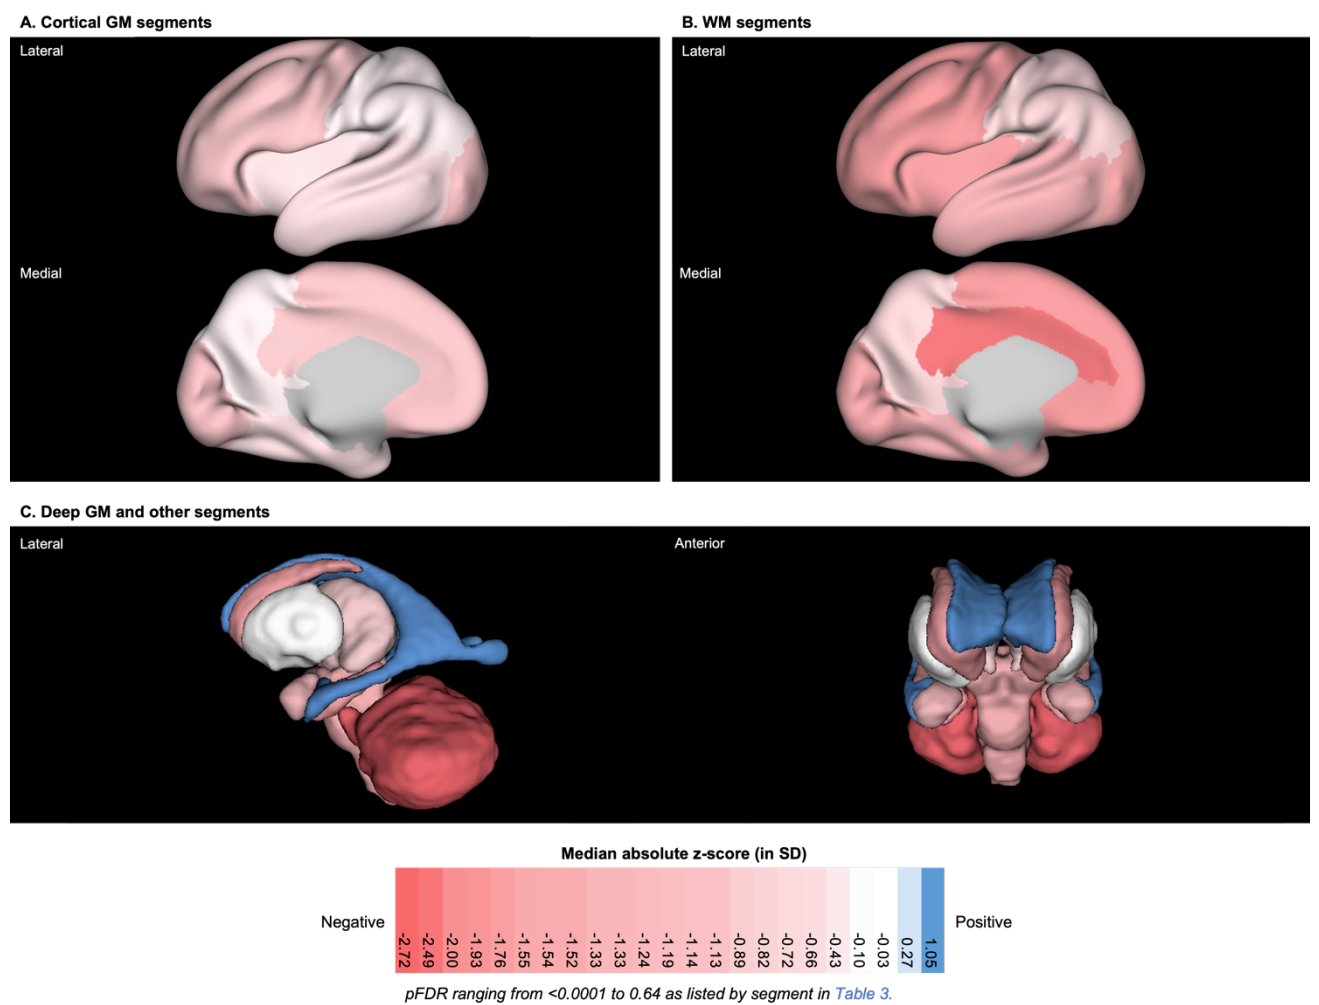 A. Cortical GM segments
B. WM segments
Lateral
Lateral
Medial
Medial
C. Deep GM and other segments
Lateral
Anterior
Median absolute z-score (in SD)
Negative
-2.72
-2.49
-2.00
-1.93
-1.76
-1.55
-1.54
-1.52
-1.33
-1.33
-1.24
-1.19
-1.14
-1.13
-0.89
-0.82
-0.72
-0.66
-0.43
-0.10
-0.03
0.27
1.05
Positive
pFDR ranging from <0.0001 to 0.64 as listed by segment in Table 3.